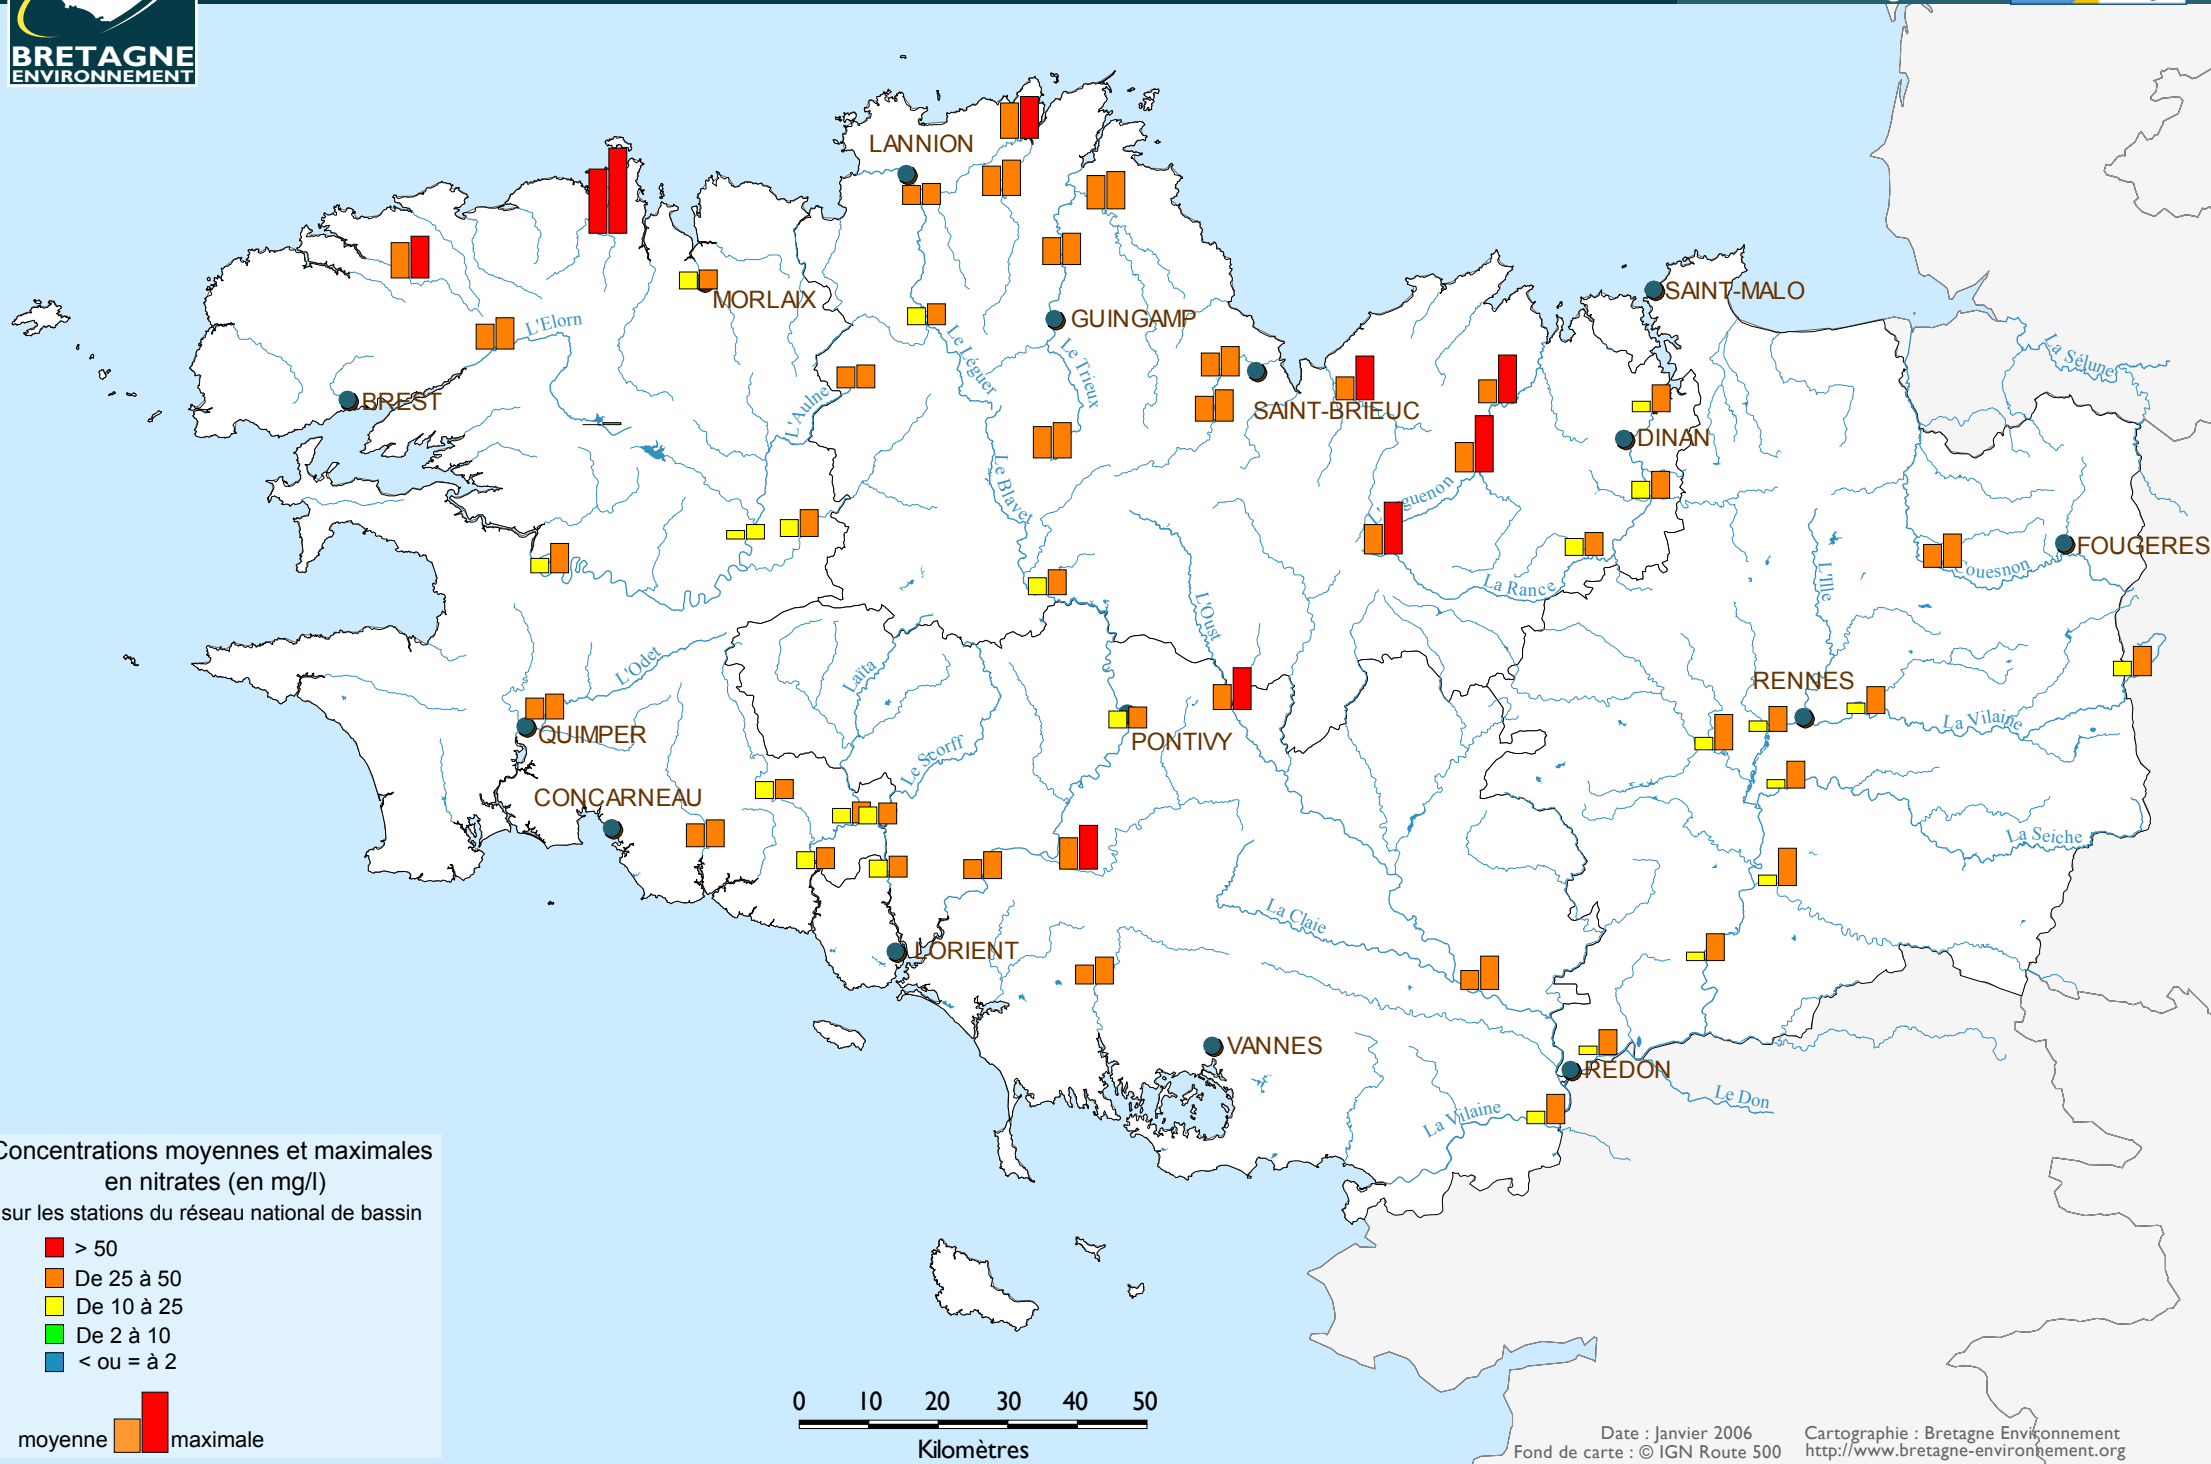 BRETAGNE
ENVIRONNEMENT
LANNION
MORLAIX
SAINT-MALO
GUINGAMP
L'Elorn
Le Léguer
Le Trieux
La Sélune
BREST
L'Aulne
SAINT-BRIEUC
DINAN
Le Blavet
FOUGERES
Couesnon
L'Ille
La Rance
L'Oust
L'Odet
Laïta
RENNES
La Vilaine
QUIMPER
PONTIVY
Le Scorff
CONCARNEAU
La Seiche
La Claie
LORIENT
VANNES
REDON
Le Don
La Vilaine
Concentrations moyennes et maximales
en nitrates (en mg/l)
sur les stations du réseau national de bassin
> 50
De 25 à 50
De 10 à 25
De 2 à 10
< ou = à 2
moyenne maximale
0 10 20 30 40 50
Kilomètres
Date : Janvier 2006 Cartographie : Bretagne Environnement
Fond de carte : © IGN Route 500 http://www.bretagne-environnement.org